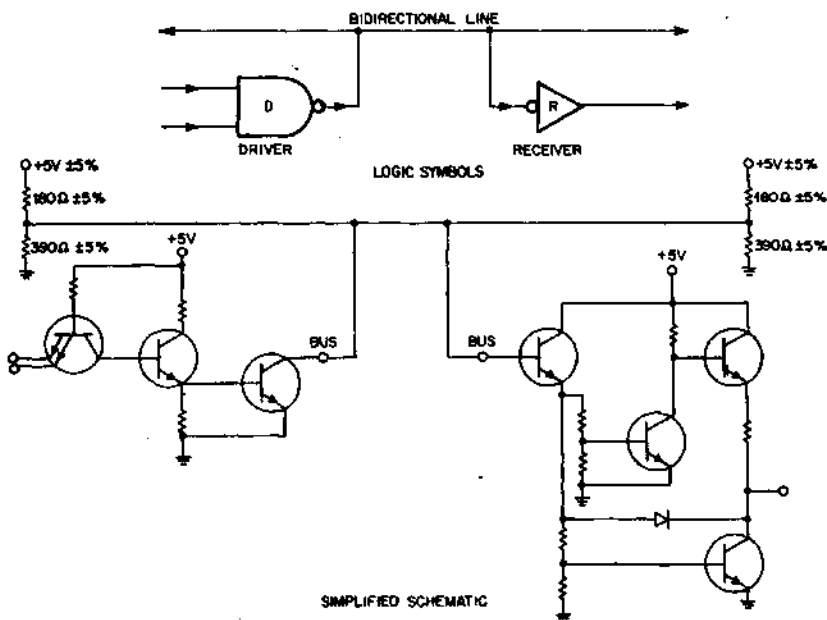 BIDIRECTIONAL LINE
D
R
DRIVER
RECEIVER
LOGIC SYMBOLS
+5V ±5%
180Ω ±5%
390Ω ±5%
+5V ±5%
180Ω ±5%
390Ω ±5%
+5V
+5V
BUS
BUS
SIMPLIFIED SCHEMATIC